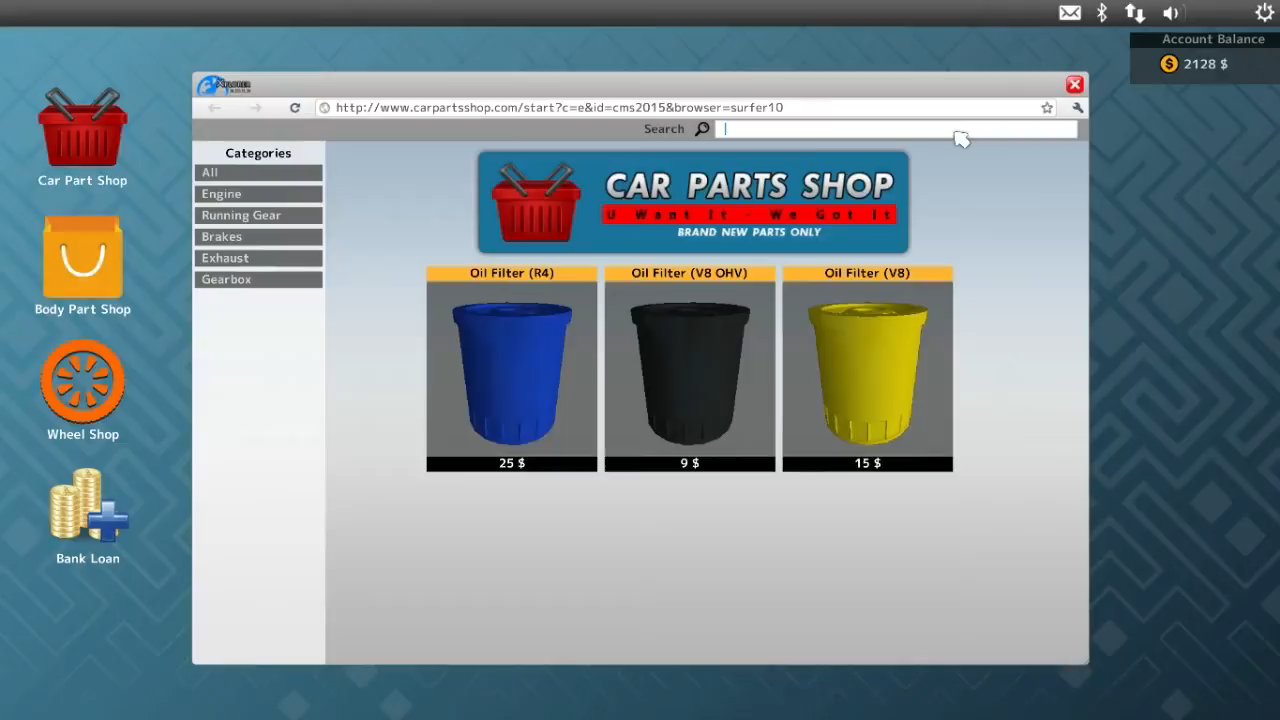 Account Balance
2128 $
XPLORER
http://www.carpartsshop.com/start?c=e&id=cms2015&browser=surfer10
Search
Categories
All
Engine
Running Gear
Brakes
Exhaust
Gearbox
CAR PARTS SHOP
U Want It - We Got It
BRAND NEW PARTS ONLY
Oil Filter (R4)
Oil Filter (V8 OHV)
Oil Filter (V8)
25 $
9 $
15 $
Car Part Shop
Body Part Shop
Wheel Shop
Bank Loan